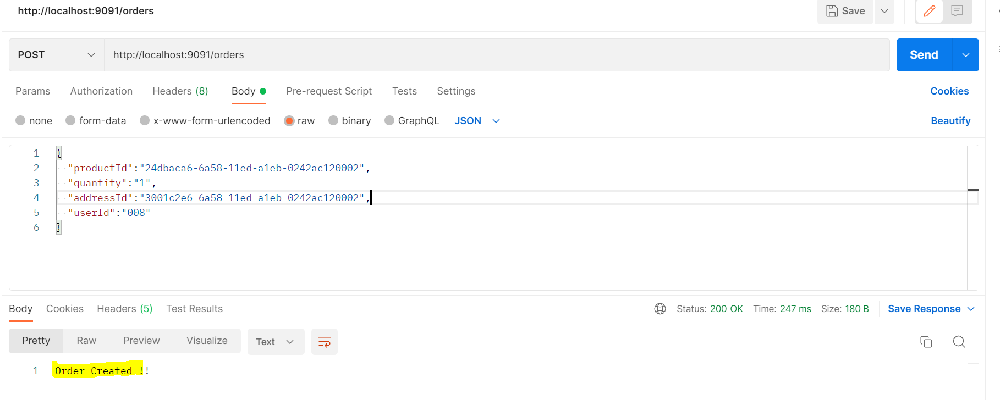 http://localhost:9091/orders
Save
POST
http://localhost:9091/orders
Send
Params Authorization Headers (8) Body Pre-request Script Tests Settings Cookies
none form-data x-www-form-urlencoded raw binary GraphQL JSON Beautify
1 {
2 "productId":"24dbaca6-6a58-11ed-a1eb-0242ac120002",
3 "quantity":"1",
4 "addressId":"3001c2e6-6a58-11ed-a1eb-0242ac120002",
5 "userId":"008"
6 }
Body Cookies Headers (5) Test Results Status: 200 OK Time: 247 ms Size: 180 B Save Response
Pretty Raw Preview Visualize Text
1 Order Created !!